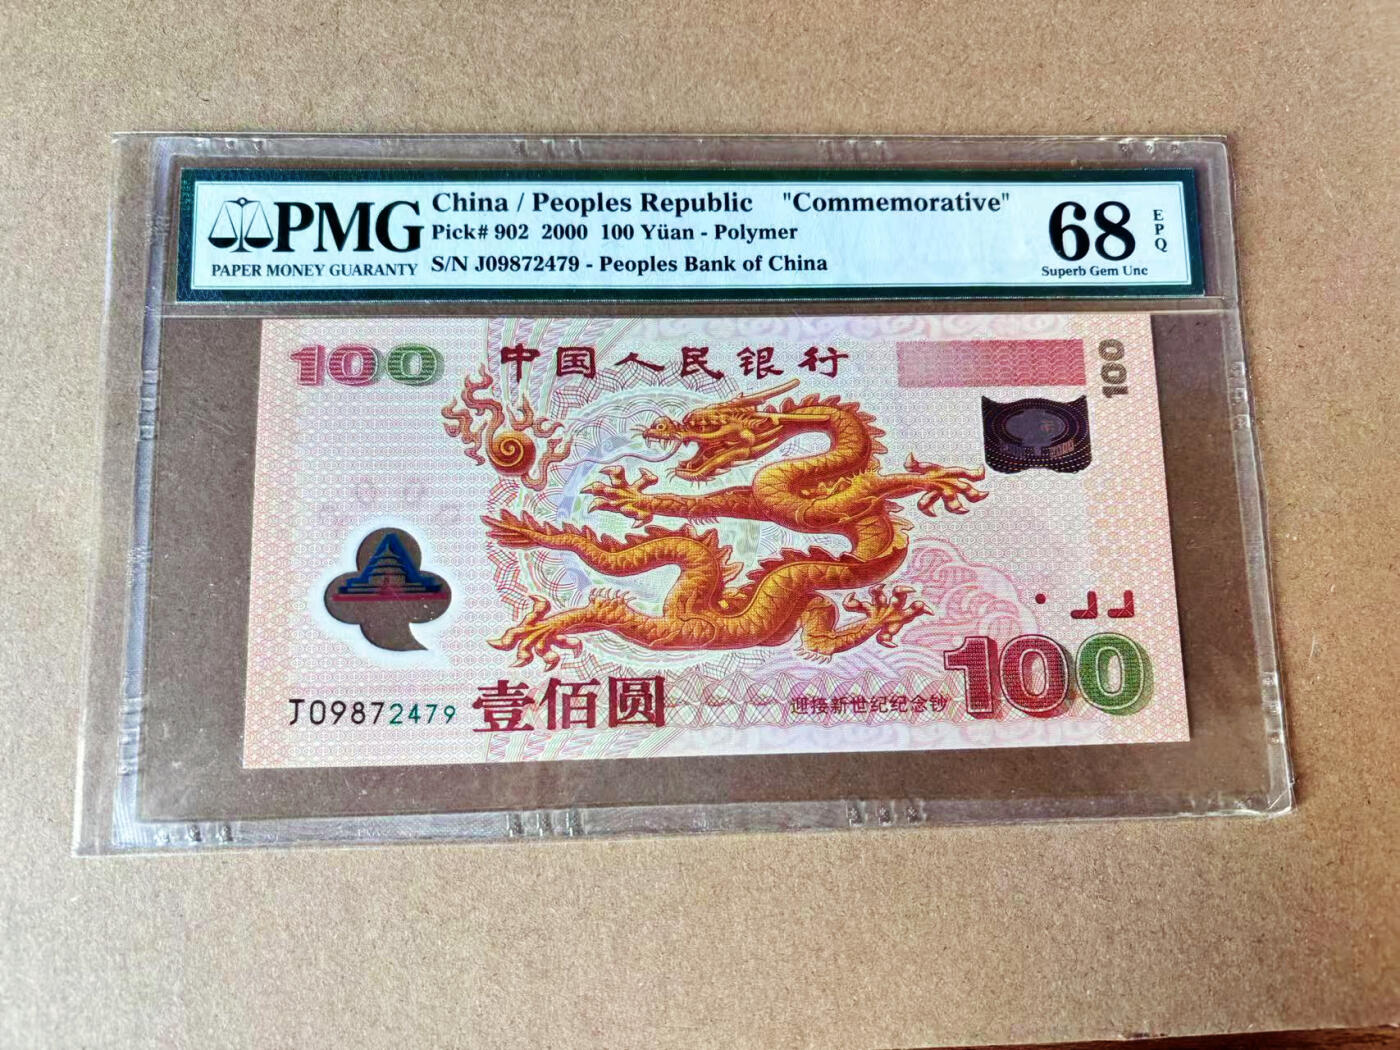 PMG
PAPER MONEY GUARANTY
China / Peoples Republic "Commemorative"
Pick# 902 2000 100 Yüan - Polymer
S/N J09872479 - Peoples Bank of China
68
EPQ
Superb Gem Unc
100
中国人民银行
100
2000
J09872479
壹佰圆
迎接新世纪纪念钞
100